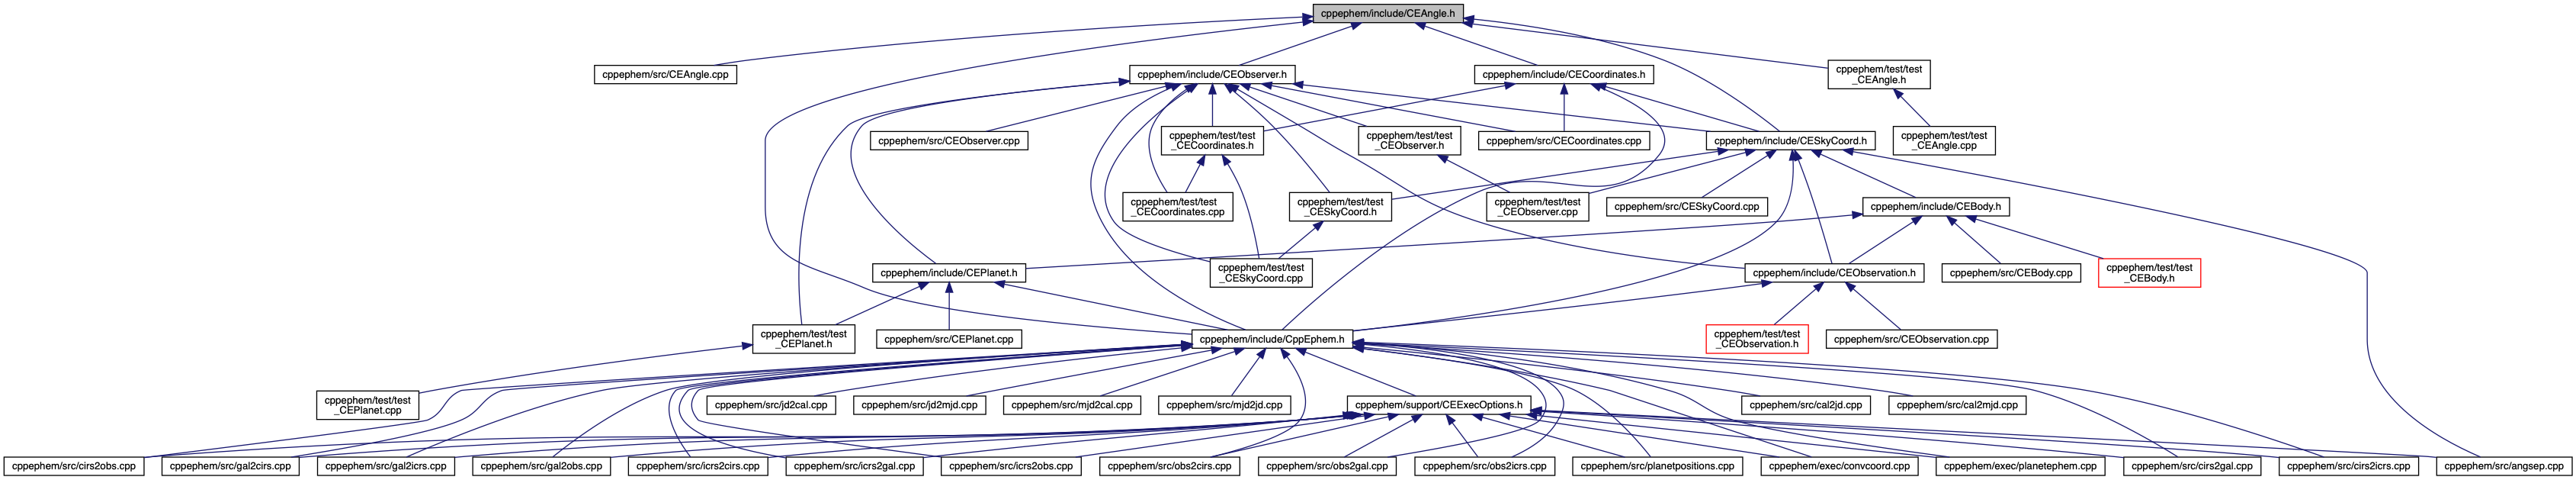 cppephem/include/CEAngle.h
cppephem/src/CEAngle.cpp
cppephem/include/CEObserver.h
cppephem/include/CECoordinates.h
cppephem/test/test
_CEAngle.h
cppephem/src/CEObserver.cpp
cppephem/test/test
_CECoordinates.h
cppephem/test/test
_CEObserver.h
cppephem/src/CECoordinates.cpp
cppephem/include/CESkyCoord.h
cppephem/test/test
_CEAngle.cpp
cppephem/test/test
_CECoordinates.cpp
cppephem/test/test
_CESkyCoord.h
cppephem/test/test
_CEObserver.cpp
cppephem/src/CESkyCoord.cpp
cppephem/include/CEBody.h
cppephem/include/CEPlanet.h
cppephem/test/test
_CESkyCoord.cpp
cppephem/include/CEObservation.h
cppephem/src/CEBody.cpp
cppephem/test/test
_CEBody.h
cppephem/test/test
_CEPlanet.h
cppephem/src/CEPlanet.cpp
cppephem/include/CppEphem.h
cppephem/test/test
_CEObservation.h
cppephem/src/CEObservation.cpp
cppephem/test/test
_CEPlanet.cpp
cppephem/src/jd2cal.cpp
cppephem/src/jd2mjd.cpp
cppephem/src/mjd2cal.cpp
cppephem/src/mjd2jd.cpp
cppephem/support/CEExecOptions.h
cppephem/src/cal2jd.cpp
cppephem/src/cal2mjd.cpp
cppephem/src/cirs2obs.cpp
cppephem/src/gal2cirs.cpp
cppephem/src/gal2icrs.cpp
cppephem/src/gal2obs.cpp
cppephem/src/icrs2cirs.cpp
cppephem/src/icrs2gal.cpp
cppephem/src/icrs2obs.cpp
cppephem/src/obs2cirs.cpp
cppephem/src/obs2gal.cpp
cppephem/src/obs2icrs.cpp
cppephem/src/planetpositions.cpp
cppephem/exec/convcoord.cpp
cppephem/exec/planetephem.cpp
cppephem/src/cirs2gal.cpp
cppephem/src/cirs2icrs.cpp
cppephem/src/angsep.cpp